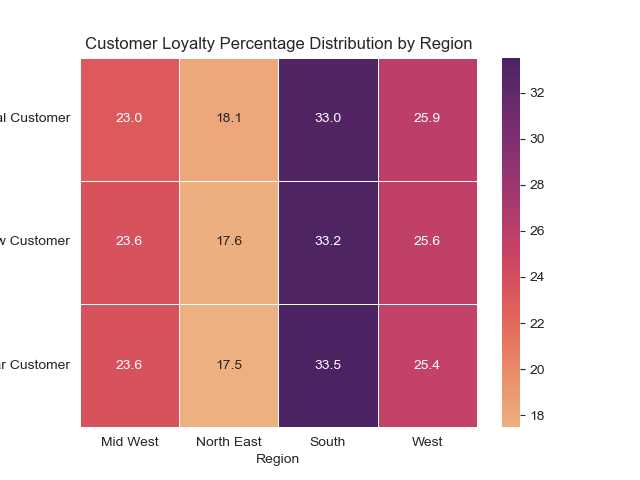 Customer Loyalty Percentage Distribution by Region
al Customer 23.0 18.1 33.0 25.9
w Customer 23.6 17.6 33.2 25.6
ar Customer 23.6 17.5 33.5 25.4
Mid West North East South West
Region
32
30
28
26
24
22
20
18